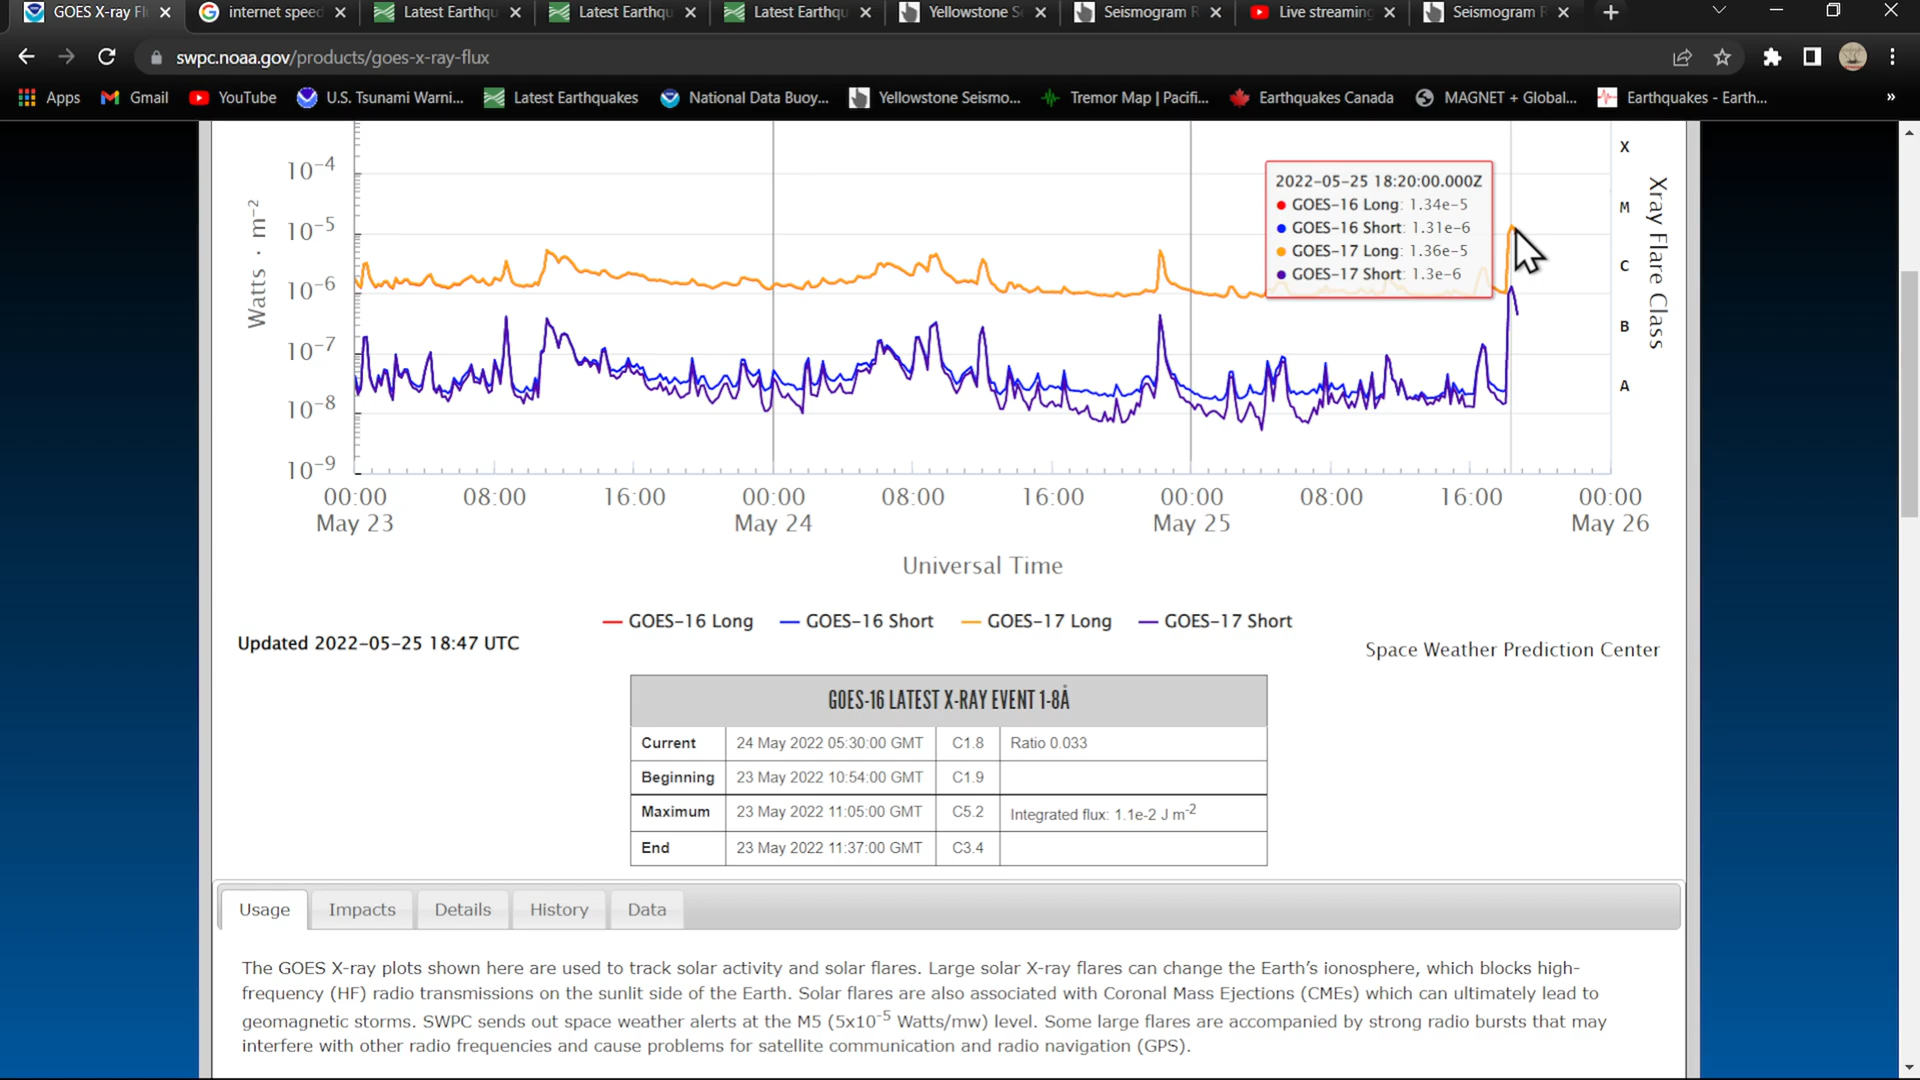 GOES X-ray Fl
internet speed
Latest Earthqu
Latest Earthqu
Latest Earthqu
Yellowstone S
Seismogram R
Live streaming
Seismogram R
swpc.noaa.gov/products/goes-x-ray-flux
Apps
Gmail
YouTube
U.S. Tsunami Warni...
Latest Earthquakes
National Data Buoy...
Yellowstone Seismo...
Tremor Map | Pacifi...
Earthquakes Canada
MAGNET + Global...
Earthquakes - Earth...
»
Watts · m⁻²
10⁻⁴
10⁻⁵
10⁻⁶
10⁻⁷
10⁻⁸
10⁻⁹
2022-05-25 18:20:00.000Z
GOES-16 Long: 1.34e-5
GOES-16 Short: 1.31e-6
GOES-17 Long: 1.36e-5
GOES-17 Short: 1.3e-6
X
M
C
B
A
Xray Flare Class
00:00 08:00 16:00 00:00 08:00 16:00 00:00 08:00 16:00 00:00
May 23 May 24 May 25 May 26
Universal Time
GOES-16 Long GOES-16 Short GOES-17 Long GOES-17 Short
Updated 2022-05-25 18:47 UTC
Space Weather Prediction Center
GOES-16 LATEST X-RAY EVENT 1-8Å
Current 24 May 2022 05:30:00 GMT C1.8 Ratio 0.033
Beginning 23 May 2022 10:54:00 GMT C1.9
Maximum 23 May 2022 11:05:00 GMT C5.2 Integrated flux: 1.1e-2 J m⁻²
End 23 May 2022 11:37:00 GMT C3.4
Usage Impacts Details History Data
The GOES X-ray plots shown here are used to track solar activity and solar flares. Large solar X-ray flares can change the Earth's ionosphere, which blocks high-
frequency (HF) radio transmissions on the sunlit side of the Earth. Solar flares are also associated with Coronal Mass Ejections (CMEs) which can ultimately lead to
geomagnetic storms. SWPC sends out space weather alerts at the M5 (5x10⁻⁵ Watts/mw) level. Some large flares are accompanied by strong radio bursts that may
interfere with other radio frequencies and cause problems for satellite communication and radio navigation (GPS).